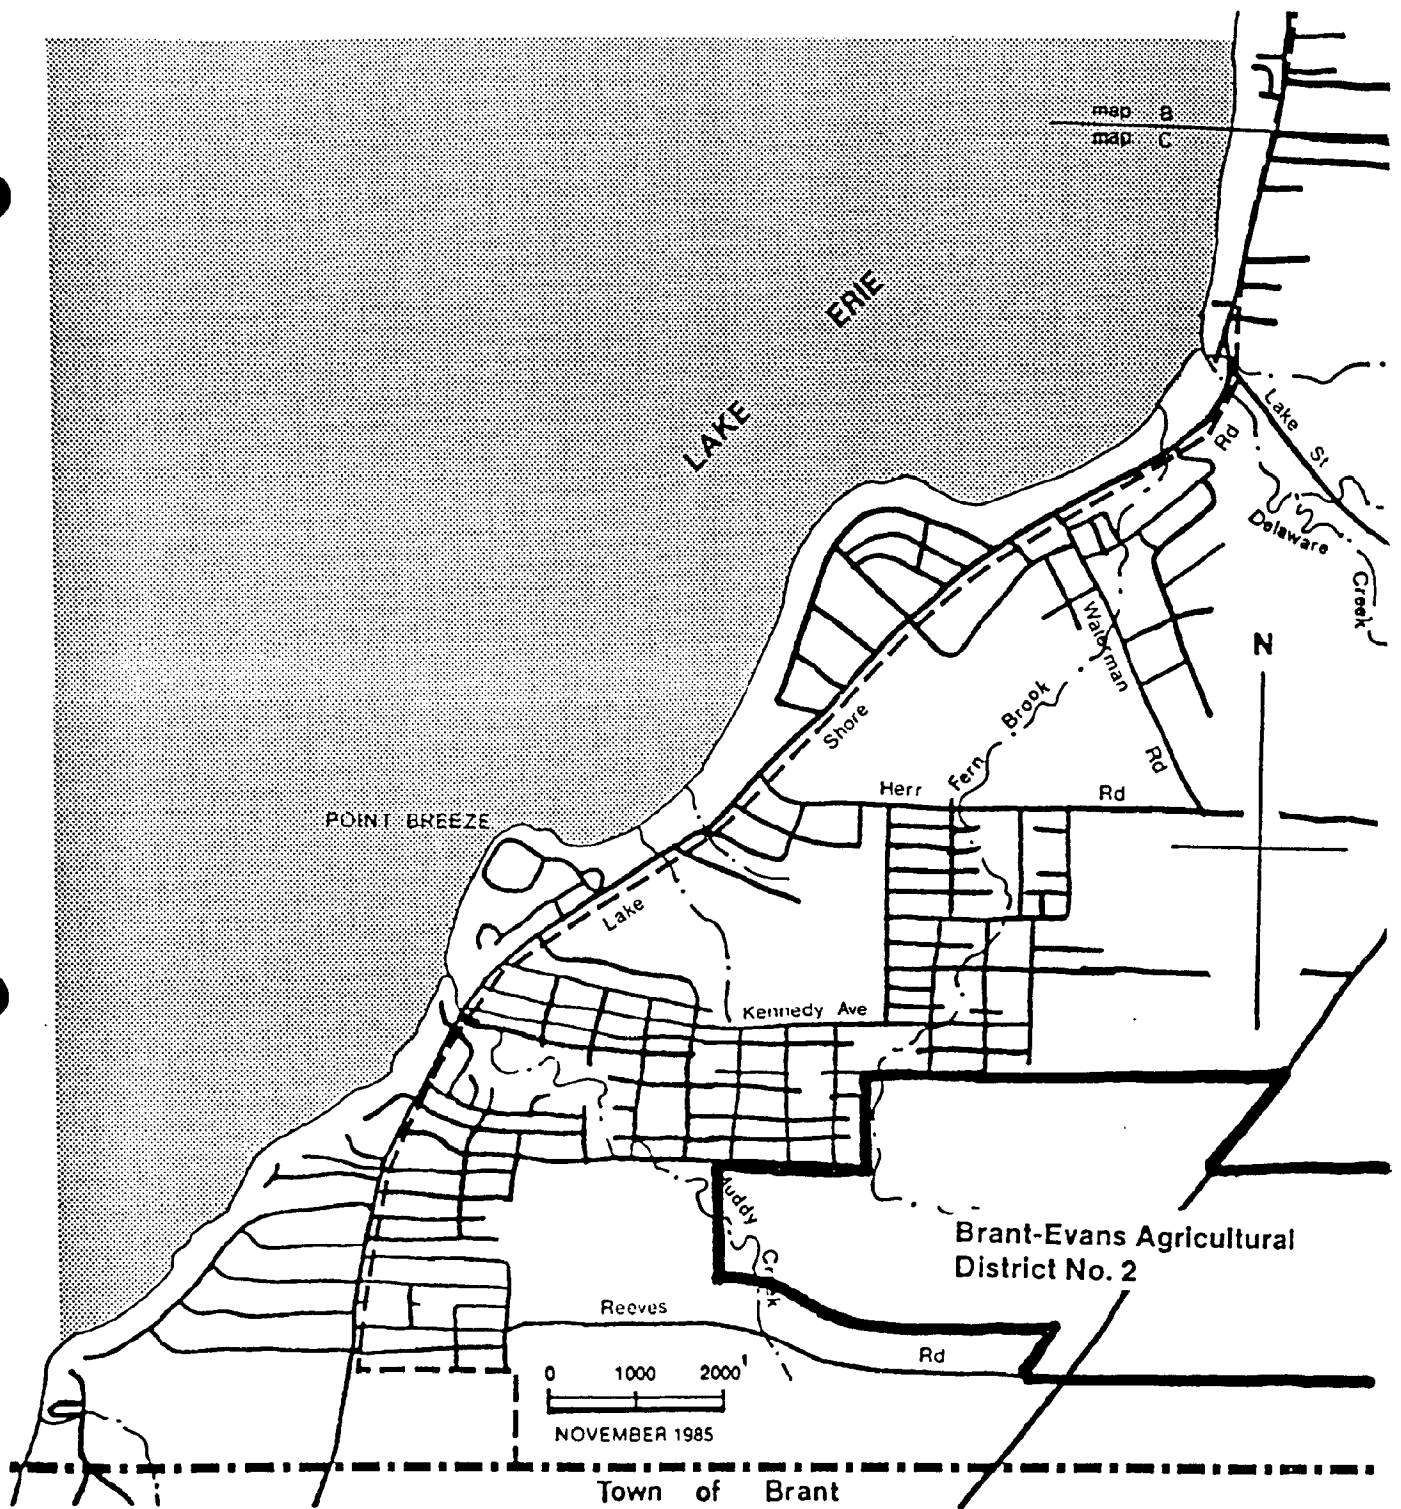 map B
map C
LAKE ERIE
Lake St
Rd
Delaware
Creek
Waterman
N
Brook
Shore
Fern
Rd
Herr
Rd
POINT BREEZE
Lake
Kennedy Ave
Creek
Brant-Evans Agricultural
District No. 2
Reeves
Rd
0 1000 2000'
NOVEMBER 1985
Town of Brant